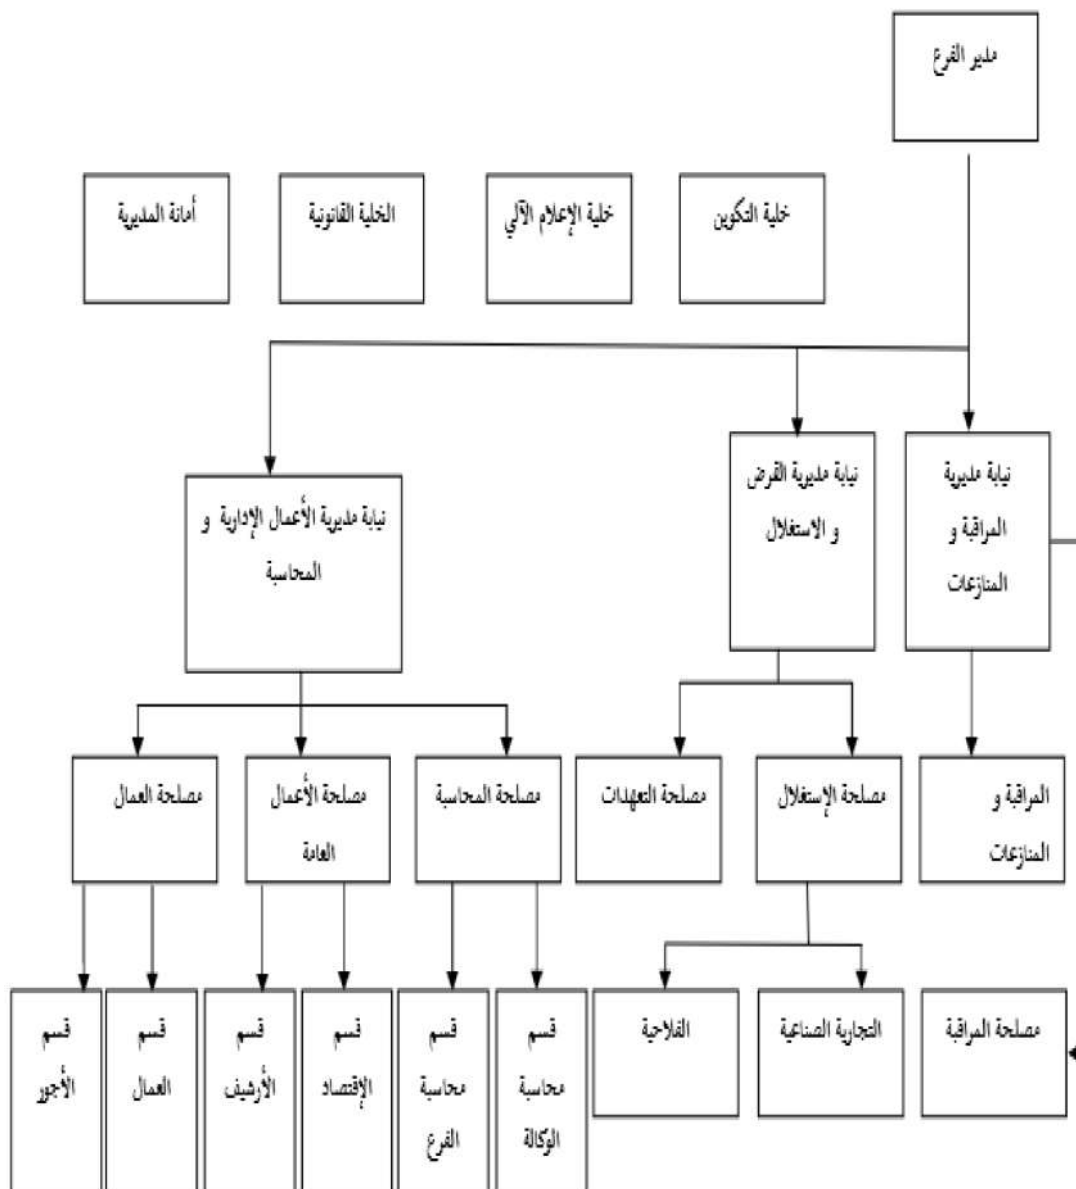 مدير الفرع
خلية التكوين
خلية الإعلام الآلي
الخلية القانونية
أمانة المديرية
نيابة مديرية
المراقبة و
المنازعات
نيابة مديرية القرض
و الاستغلال
نيابة مديرية الأعمال الإدارية و
المحاسبة
المراقبة و
المنازعات
مصلحة الإستغلال
مصلحة التعهدات
مصلحة المحاسبة
مصلحة الأعمال
العامة
مصلحة العمال
مصلحة المراقبة
التجارية الصناعية
الفلاحية
قسم
محاسبة
الوكالة
قسم
محاسبة
الفرع
قسم
الإقتصاد
قسم
الأرشيف
قسم
العمال
قسم
الأجور